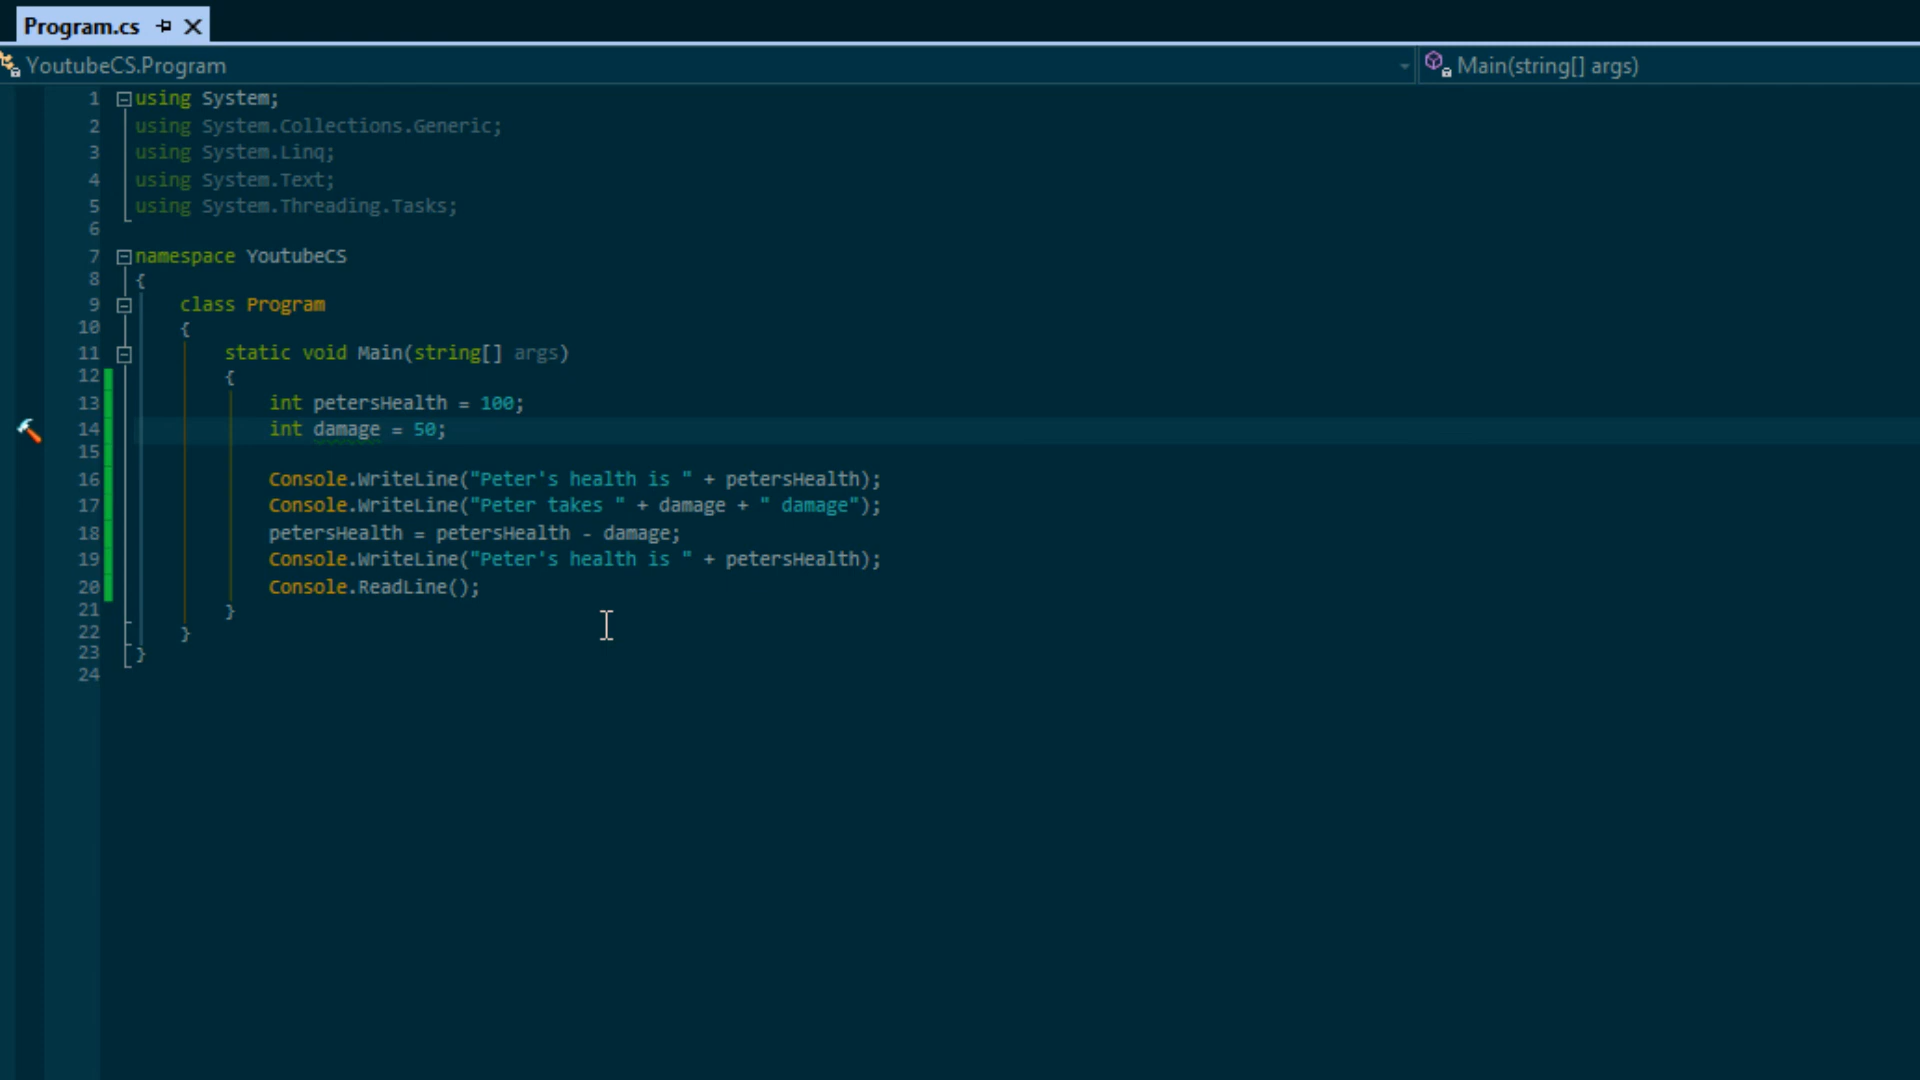 Program.cs
YoutubeCS.Program
Main(string[] args)
1 using System;
2 using System.Collections.Generic;
3 using System.Linq;
4 using System.Text;
5 using System.Threading.Tasks;
6
7 namespace YoutubeCS
8 {
9 class Program
10 {
11 static void Main(string[] args)
12 {
13 int petersHealth = 100;
14 int damage = 50;
15
16 Console.WriteLine("Peter's health is " + petersHealth);
17 Console.WriteLine("Peter takes " + damage + " damage");
18 petersHealth = petersHealth - damage;
19 Console.WriteLine("Peter's health is " + petersHealth);
20 Console.ReadLine();
21 }
22 }
23 }
24